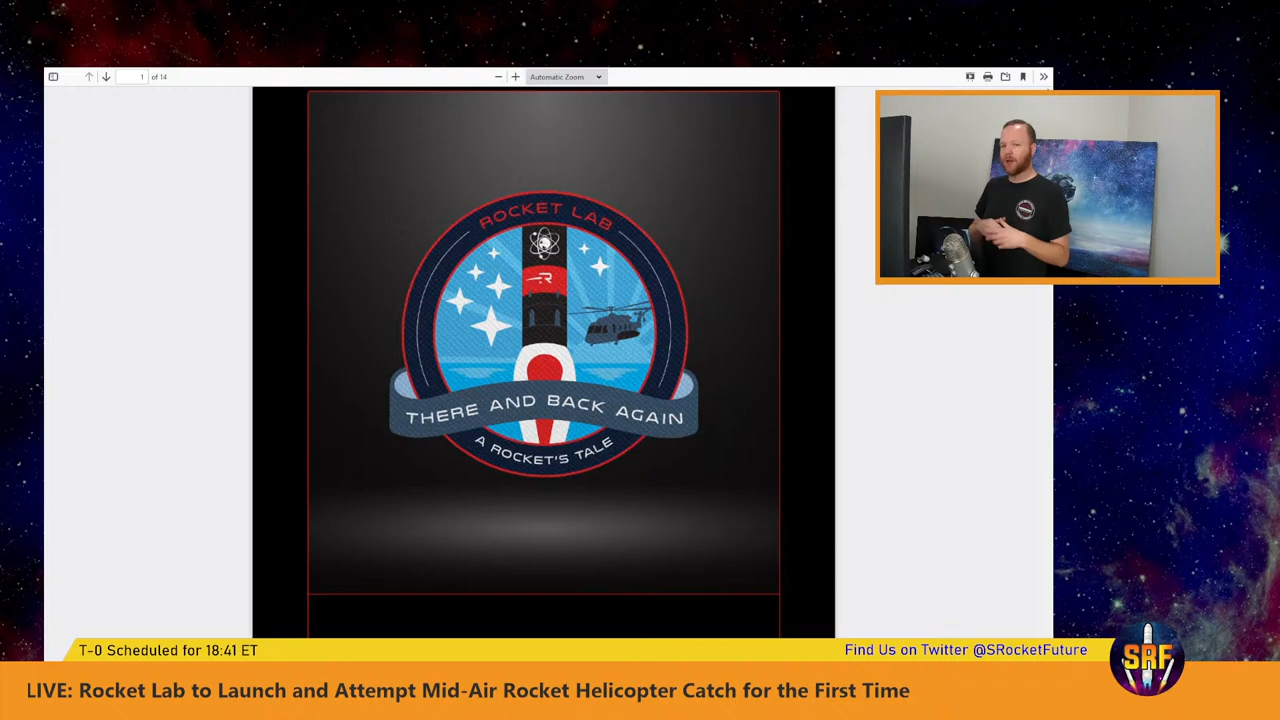 1 of 14
Automatic Zoom
ROCKET LAB
R
THERE AND BACK AGAIN
A ROCKET'S TALE
T-0 Scheduled for 18:41 ET
Find Us on Twitter @SRocketFuture
SRF
LIVE: Rocket Lab to Launch and Attempt Mid-Air Rocket Helicopter Catch for the First Time